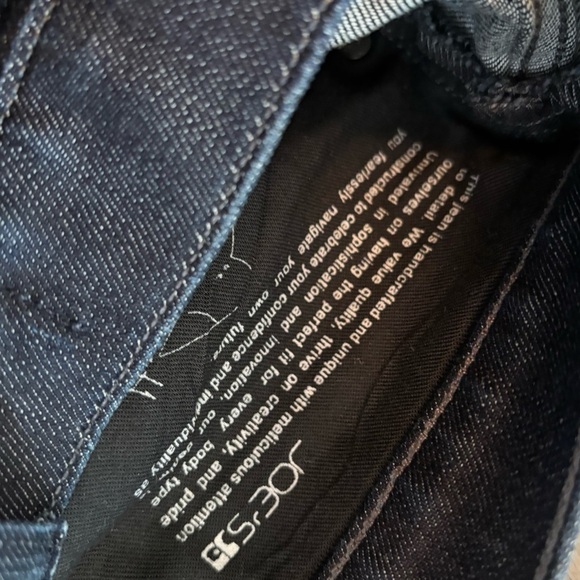 JOE'S
This jean is handcrafted and unique with meticulous attention
to detail. We value quality, thrive on creativity, and pride
ourselves on having the perfect fit for every body type
Unrivaled in sophistication and innovation, our
constructed to celebrate your confidence and individuality as
you fearlessly navigate your own future